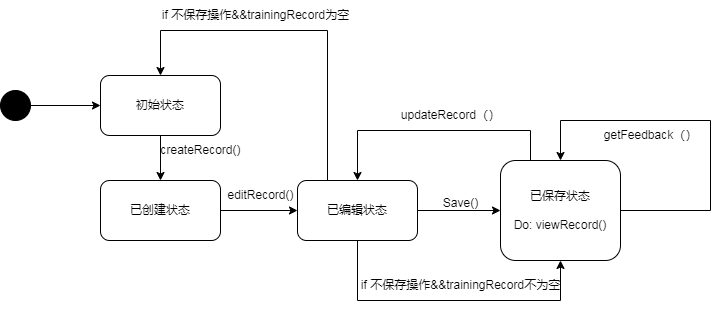 if 不保存操作&&trainingRecord为空
初始状态
updateRecord（）
getFeedback（）
createRecord()
已创建状态
editRecord()
已编辑状态
Save()
已保存状态
Do: viewRecord()
if 不保存操作&&trainingRecord不为空